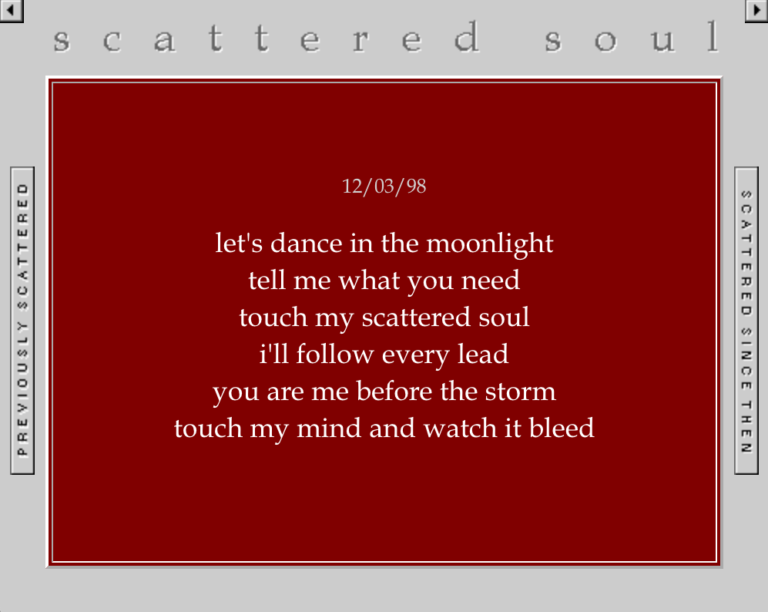 scattered soul
PREVIOUSLY SCATTERED
12/03/98
let's dance in the moonlight
tell me what you need
touch my scattered soul
i'll follow every lead
you are me before the storm
touch my mind and watch it bleed
SCATTERED SINCE THEN